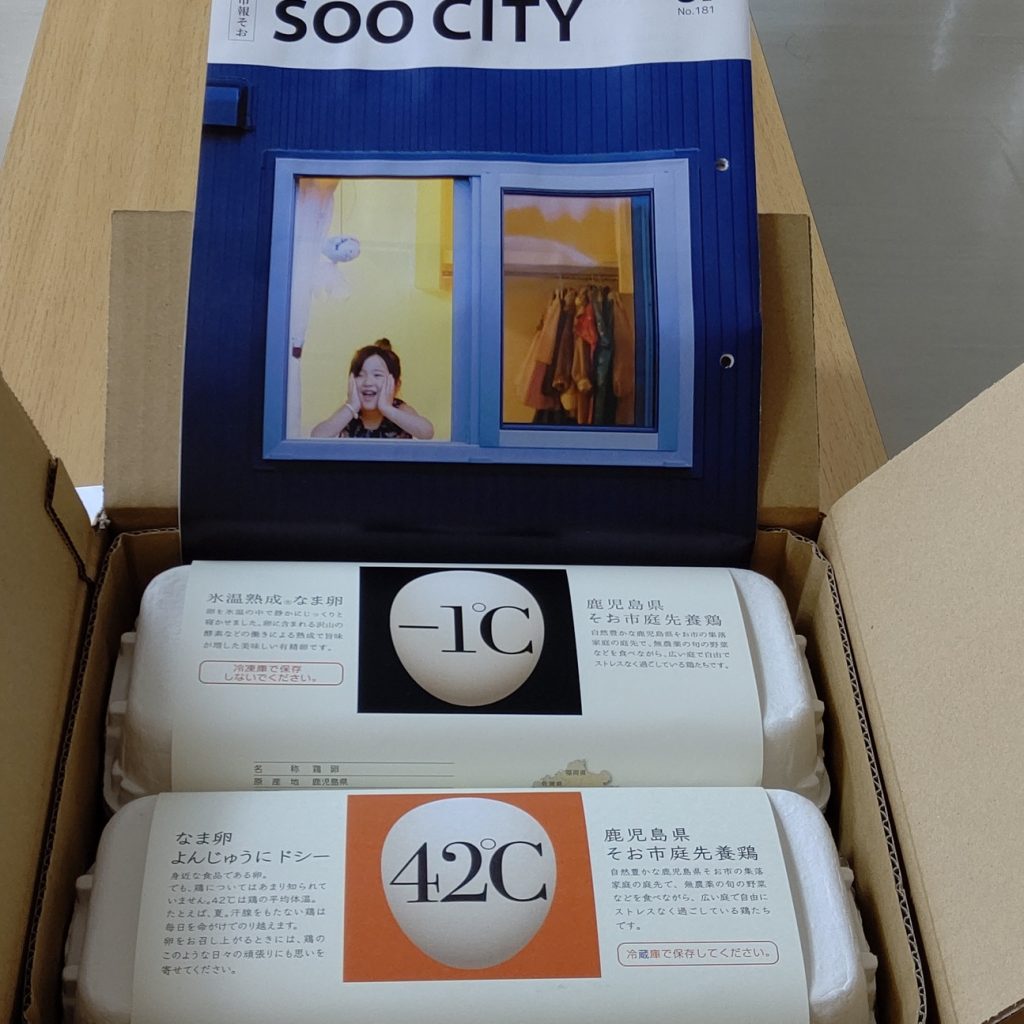 市報そお
SOO CITY
No.181
氷温熟成®なま卵
卵を氷温の中で静かにじっくりと
寝かせました。卵に含まれる沢山の
酵素などの働きによる熟成で旨味
が増した美味しい有精卵です。
冷凍庫で保存
しないでください。
-1℃
鹿児島県
そお市庭先養鶏
自然豊かな鹿児島県そお市の集落
家庭の庭先で、無農薬の旬の野菜
などを食べながら、広い庭で自由で
ストレスなく過ごしている鶏たちです。
名称 鶏卵
原産地 鹿児島県
福岡県
佐賀県
なま卵
よんじゅうに ドシー
身近な食品である卵。
でも、鶏についてはあまり知られて
いません。42℃は鶏の平均体温。
たとえば、夏。汗腺をもたない鶏は
毎日を命がけでのり越えます。
卵をお召し上がるときには、鶏の
このような日々の頑張りにも思いを
寄せてください。
42℃
鹿児島県
そお市庭先養鶏
自然豊かな鹿児島県そお市の集落
家庭の庭先で、無農薬の旬の野菜
などを食べながら、広い庭で自由に
ストレスなく過ごしている鶏たち
です。
冷蔵庫で保存してください。